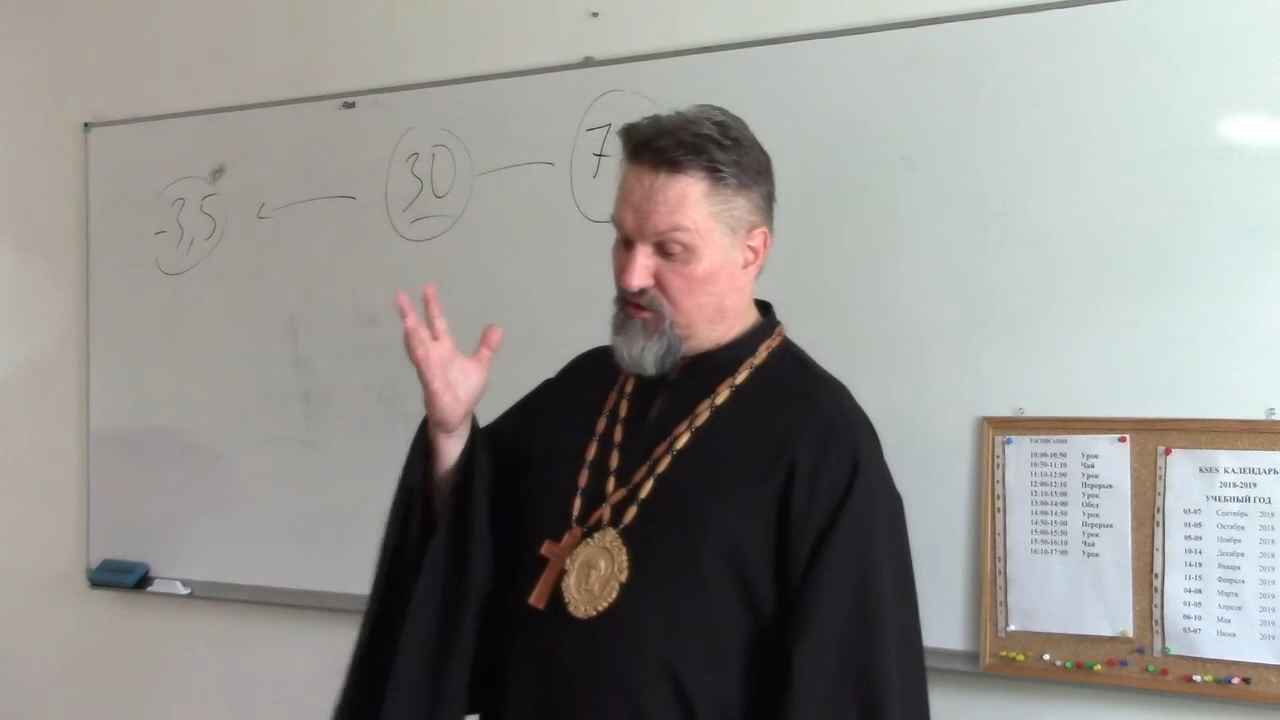 -3,5 ← 30 — 7
РАСПИСАНИЕ
10:00-10:50 Урок
10:50-11:10 Чай
11:10-12:00 Урок
12:00-12:10 Перерыв
12:10-13:00 Урок
13:00-14:00 Обед
14:00-14:50 Урок
14:50-15:00 Перерыв
15:00-15:50 Урок
15:50-16:10 Чай
16:10-17:00 Урок
KSES КАЛЕНДАРЬ
2018-2019
УЧЕБНЫЙ ГОД
03-07 Сентябрь 2018
01-05 Октября 2018
05-09 Ноября 2018
10-14 Декабря 2018
14-18 Января 2019
11-15 Февраля 2019
04-08 Марта 2019
01-05 Апреля 2019
06-10 Мая 2019
03-07 Июня 2019